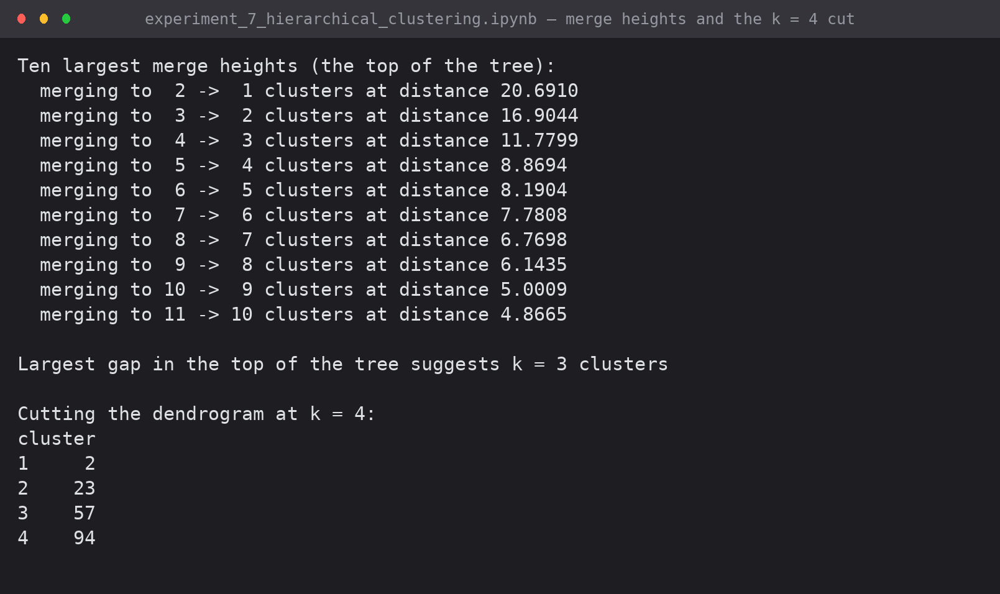 experiment_7_hierarchical_clustering.ipynb — merge heights and the k = 4 cut
Ten largest merge heights (the top of the tree):
  merging to  2 ->  1 clusters at distance 20.6910
  merging to  3 ->  2 clusters at distance 16.9044
  merging to  4 ->  3 clusters at distance 11.7799
  merging to  5 ->  4 clusters at distance 8.8694
  merging to  6 ->  5 clusters at distance 8.1904
  merging to  7 ->  6 clusters at distance 7.7808
  merging to  8 ->  7 clusters at distance 6.7698
  merging to  9 ->  8 clusters at distance 6.1435
  merging to 10 ->  9 clusters at distance 5.0009
  merging to 11 -> 10 clusters at distance 4.8665

Largest gap in the top of the tree suggests k = 3 clusters

Cutting the dendrogram at k = 4:
cluster
1     2
2    23
3    57
4    94